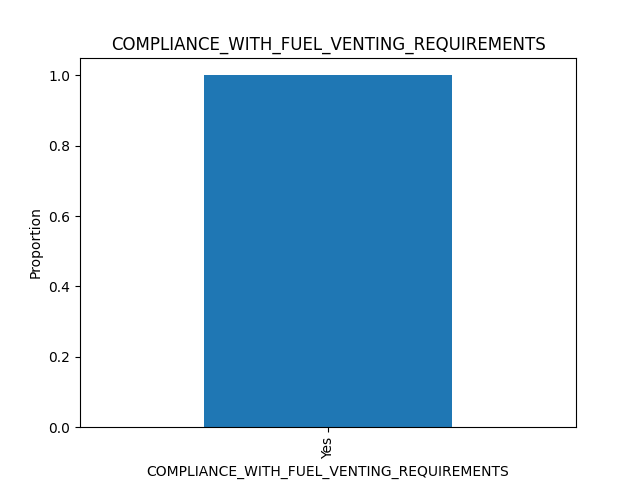 COMPLIANCE_WITH_FUEL_VENTING_REQUIREMENTS
1.0
0.8
0.6
0.4
0.2
0.0
Proportion
Yes
COMPLIANCE_WITH_FUEL_VENTING_REQUIREMENTS